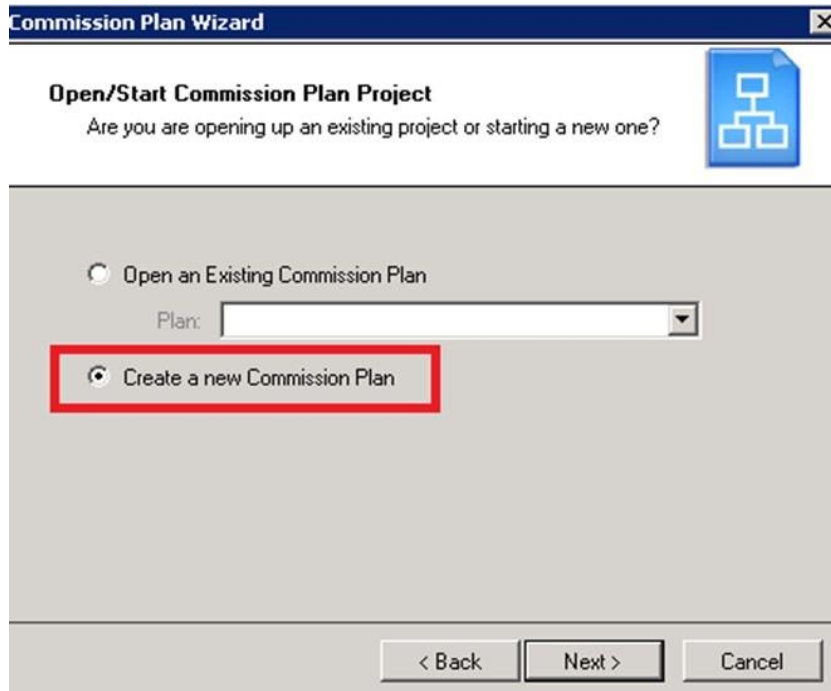 Commission Plan Wizard
Open/Start Commission Plan Project
Are you are opening up an existing project or starting a new one?
Open an Existing Commission Plan
Plan:
Create a new Commission Plan
< Back Next > Cancel